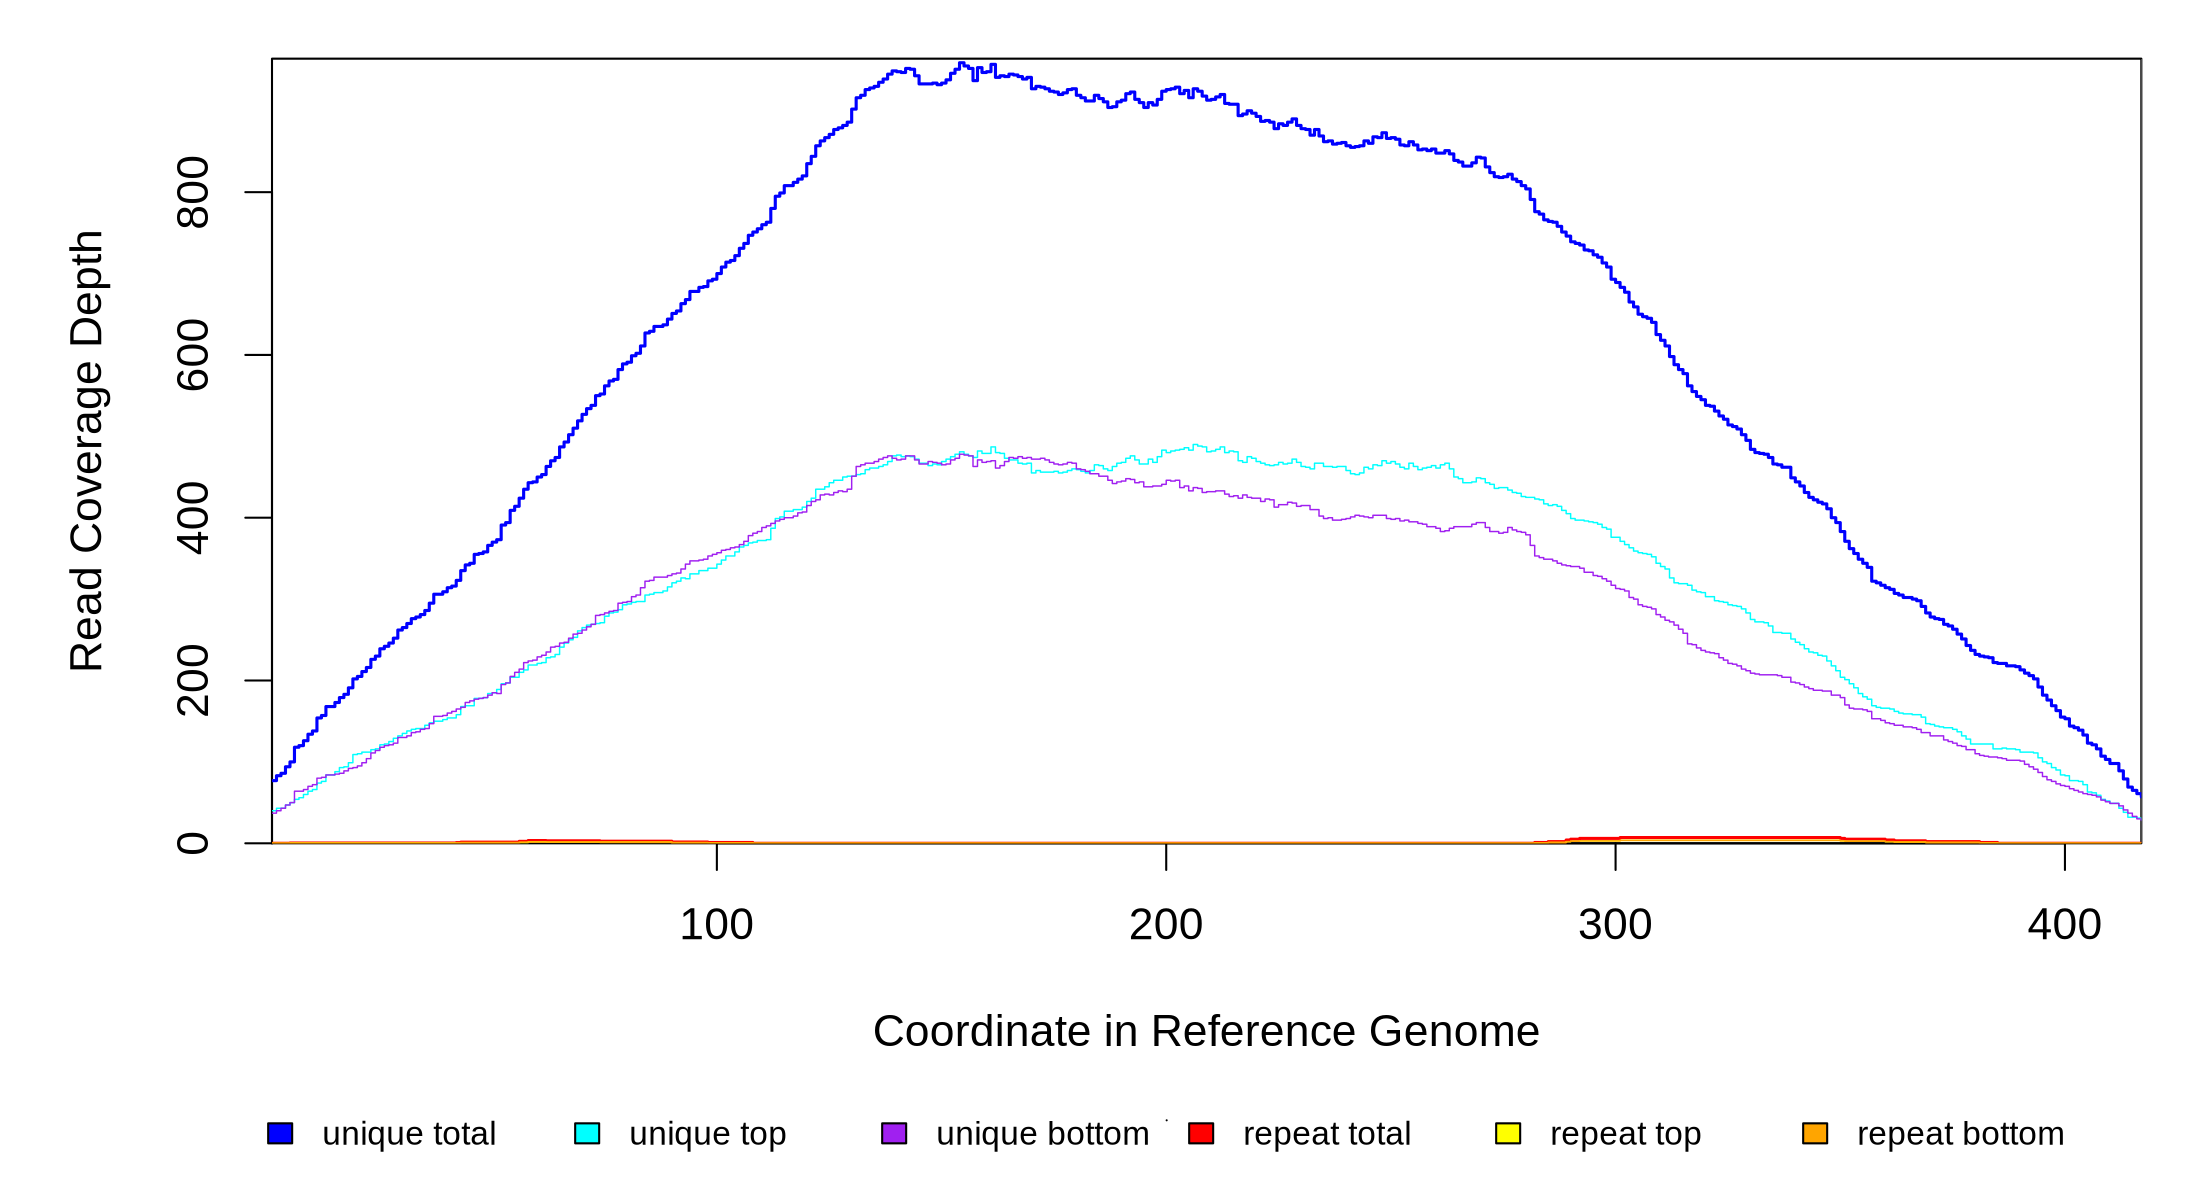 Read Coverage Depth
800
600
400
200
0
100 200 300 400
Coordinate in Reference Genome
unique total unique top unique bottom repeat total repeat top repeat bottom